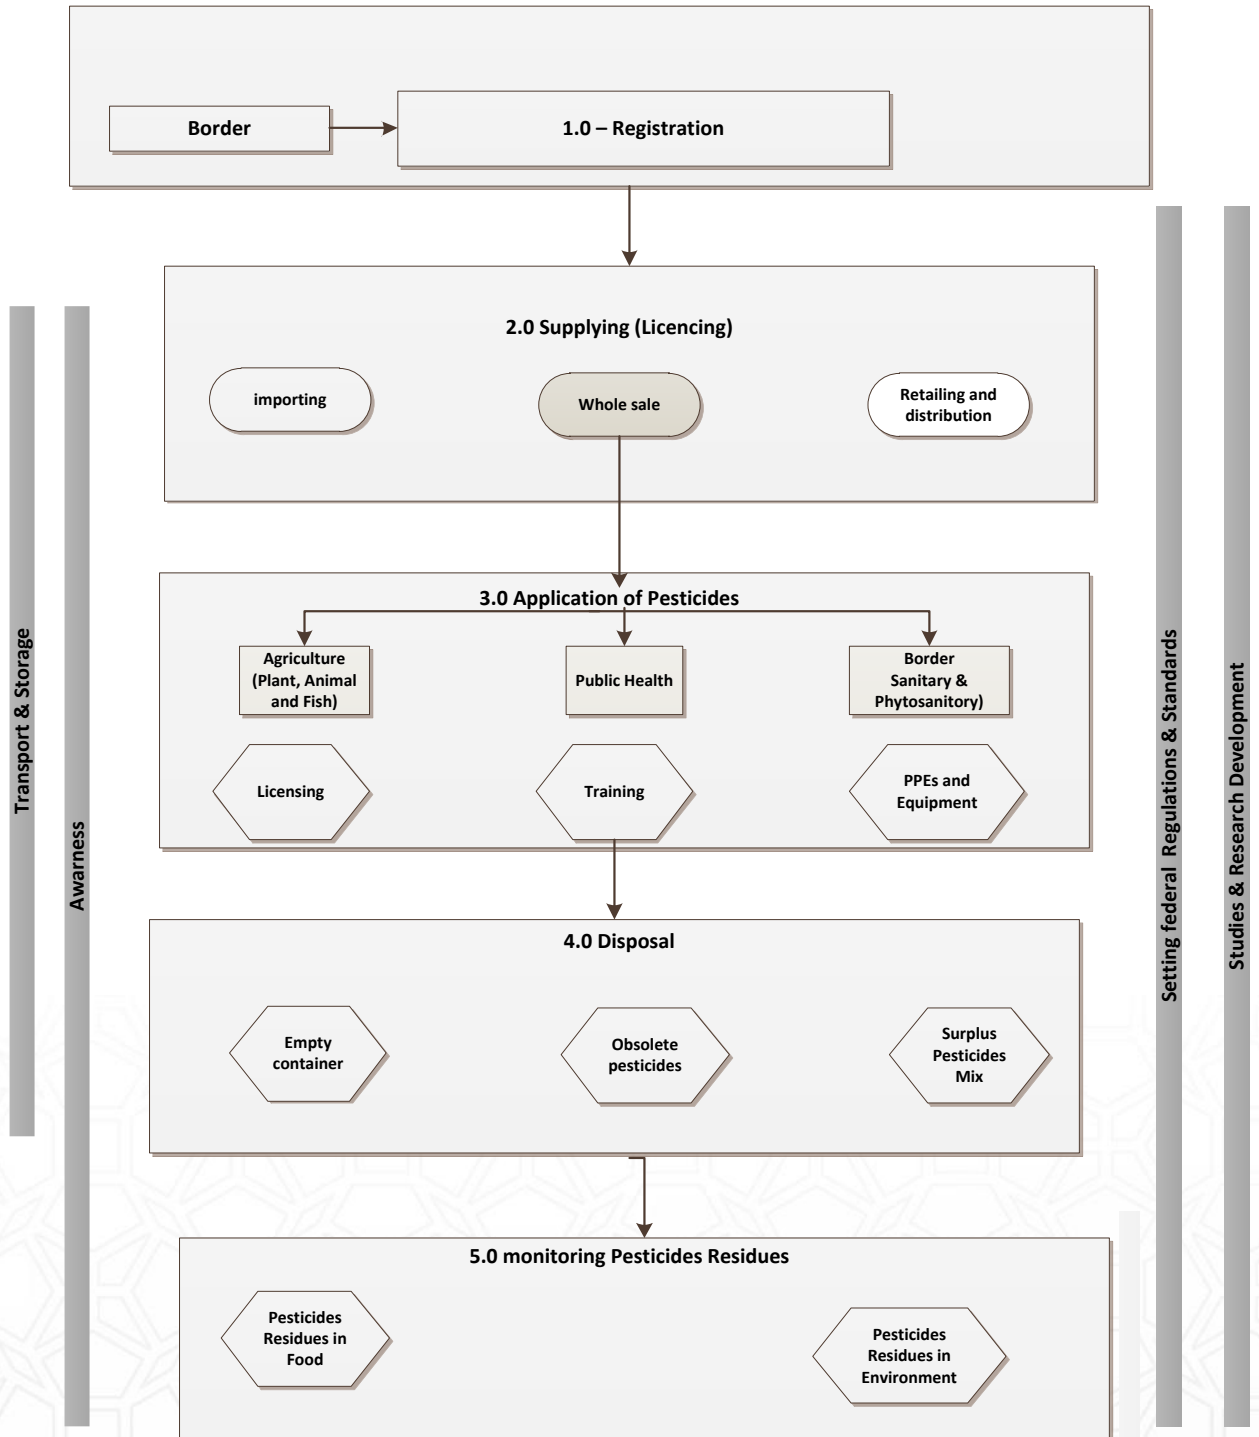 Border
1.0 – Registration
2.0 Supplying (Licencing)
importing
Whole sale
Retailing and
distribution
3.0 Application of Pesticides
Agriculture
(Plant, Animal
and Fish)
Public Health
Border
Sanitary &
Phytosanitory)
Licensing
Training
PPEs and
Equipment
4.0 Disposal
Empty
container
Obsolete
pesticides
Surplus
Pesticides
Mix
5.0 monitoring Pesticides Residues
Pesticides
Residues in
Food
Pesticides
Residues in
Environment
Transport & Storage
Awarness
Setting federal Regulations & Standards
Studies & Research Development